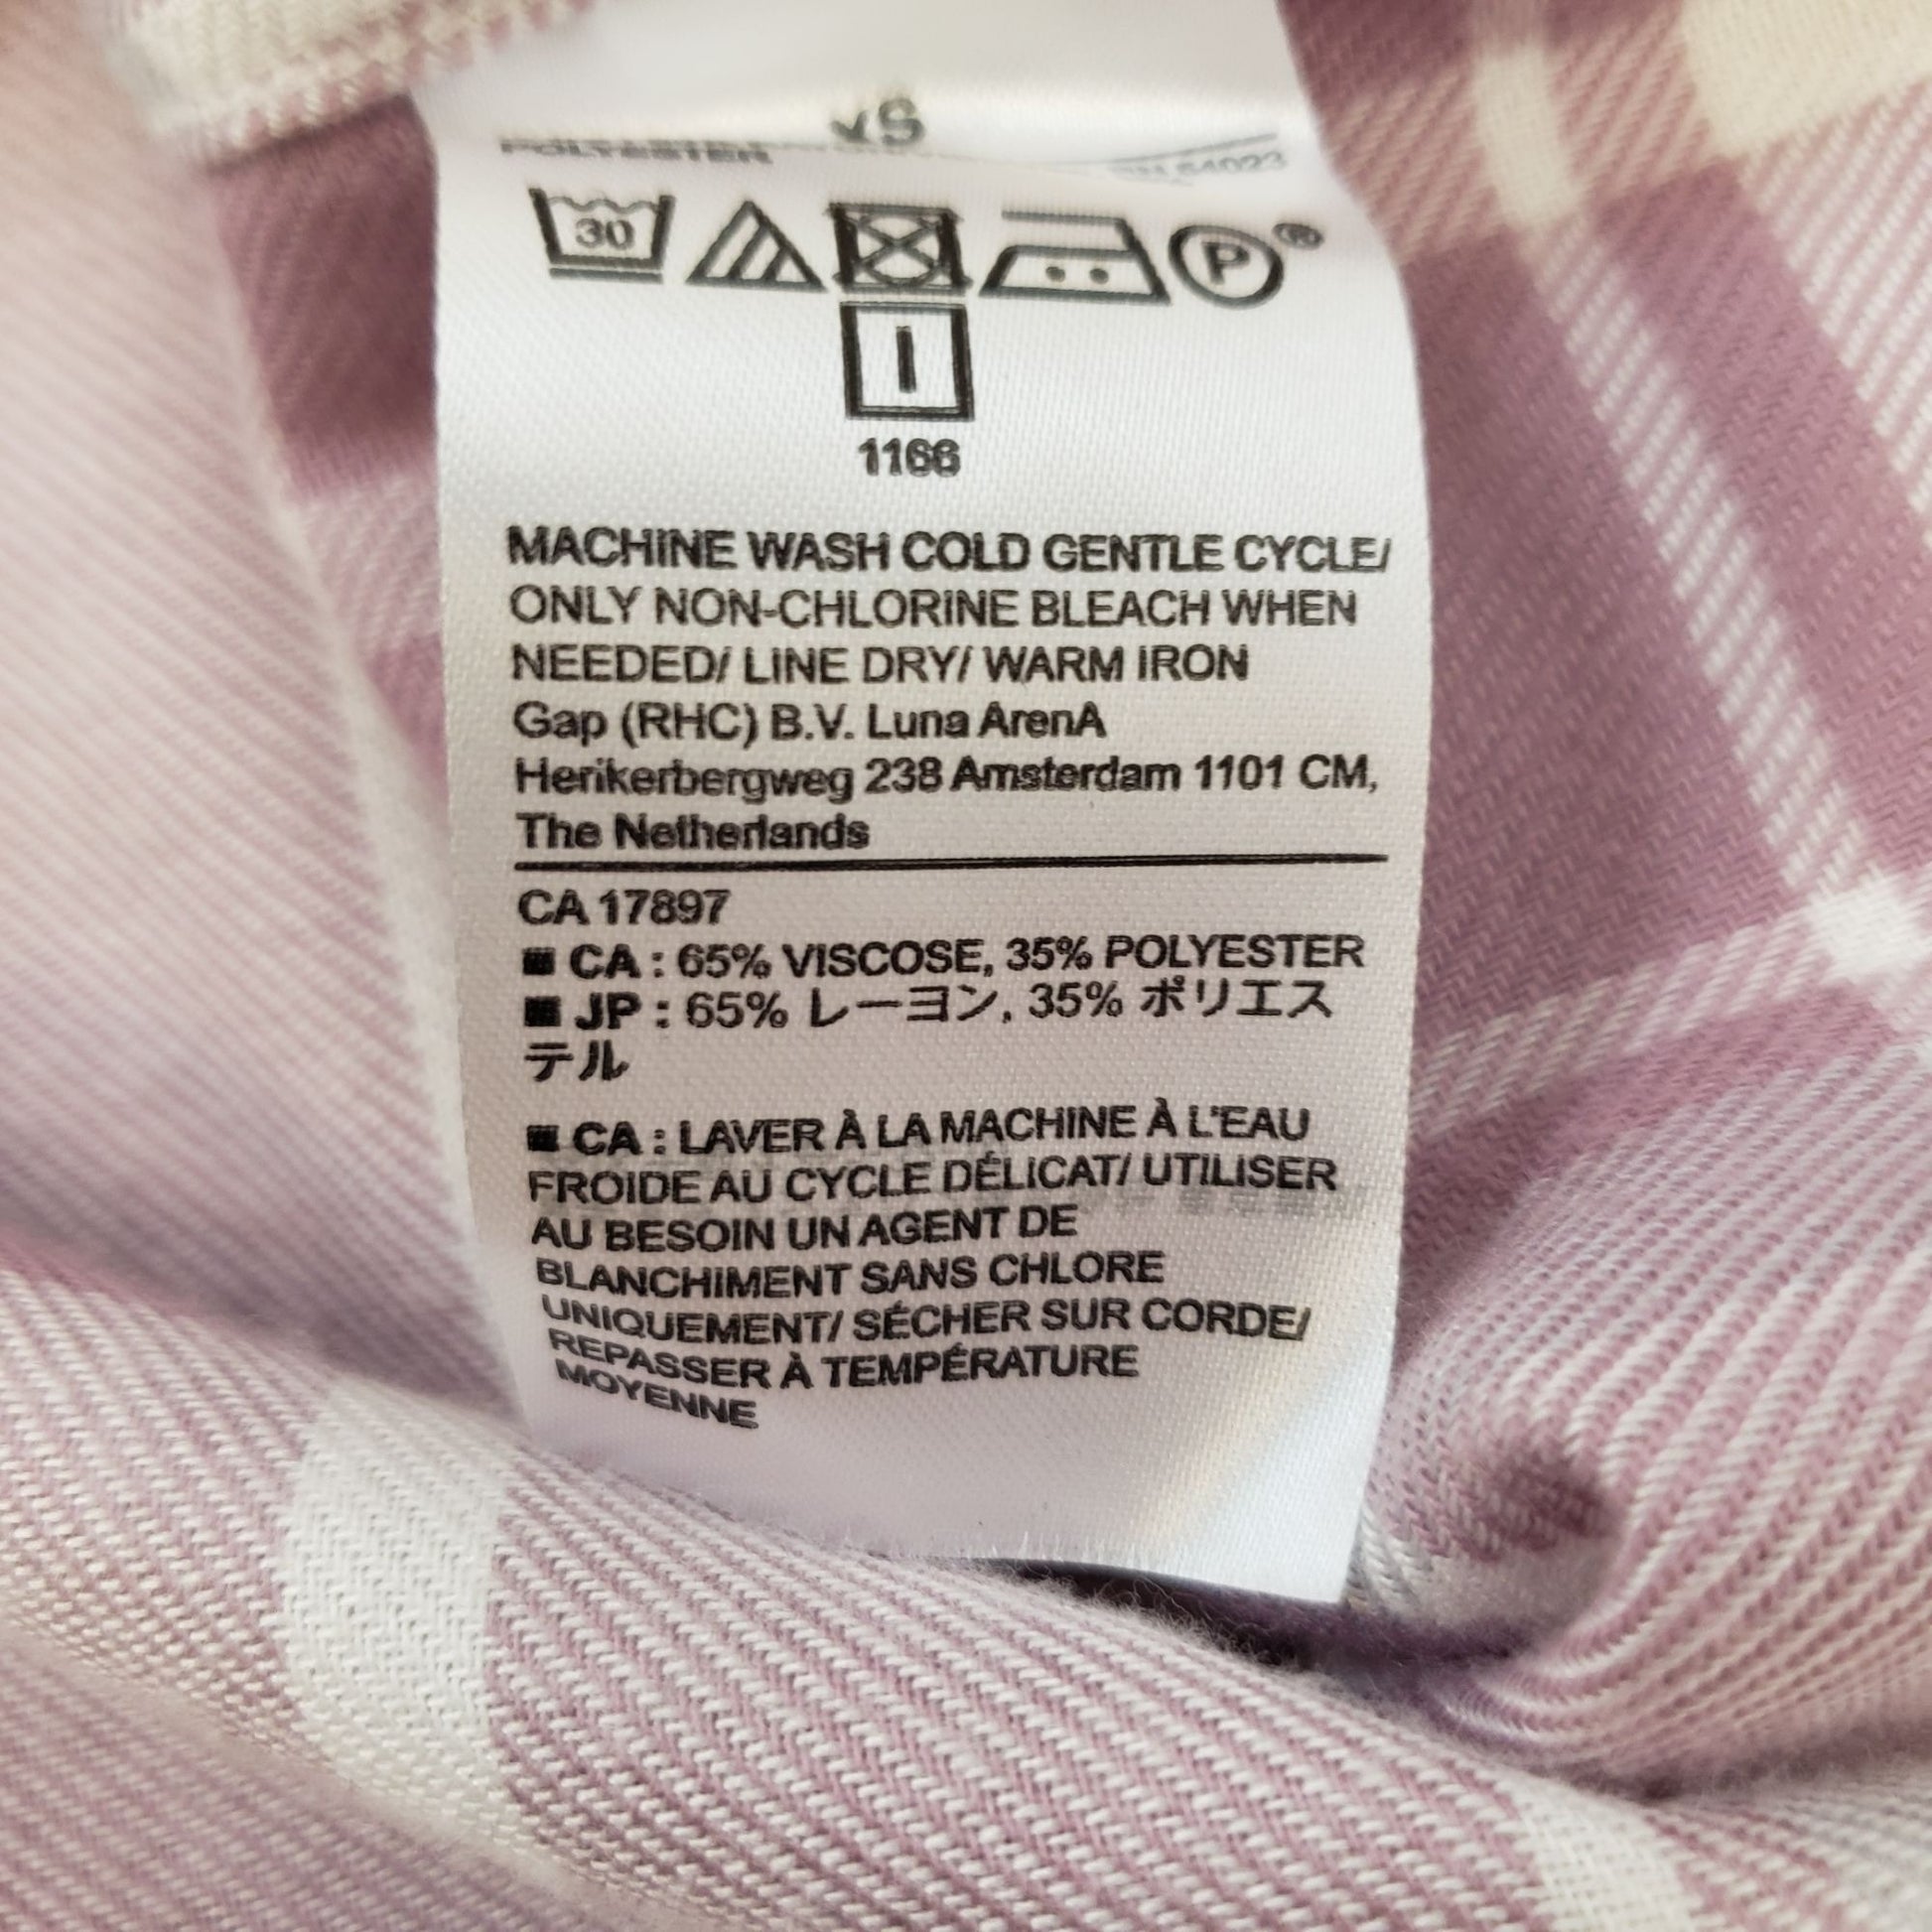 XS
POLYESTER
30
P®
1166
MACHINE WASH COLD GENTLE CYCLE/
ONLY NON-CHLORINE BLEACH WHEN
NEEDED/ LINE DRY/ WARM IRON
Gap (RHC) B.V. Luna ArenA
Herikerbergweg 238 Amsterdam 1101 CM,
The Netherlands
CA 17897
■ CA : 65% VISCOSE, 35% POLYESTER
■ JP : 65% レーヨン, 35% ポリエス
テル
■ CA : LAVER À LA MACHINE À L'EAU
FROIDE AU CYCLE DÉLICAT/ UTILISER
AU BESOIN UN AGENT DE
BLANCHIMENT SANS CHLORE
UNIQUEMENT/ SÉCHER SUR CORDE/
REPASSER À TEMPÉRATURE
MOYENNE